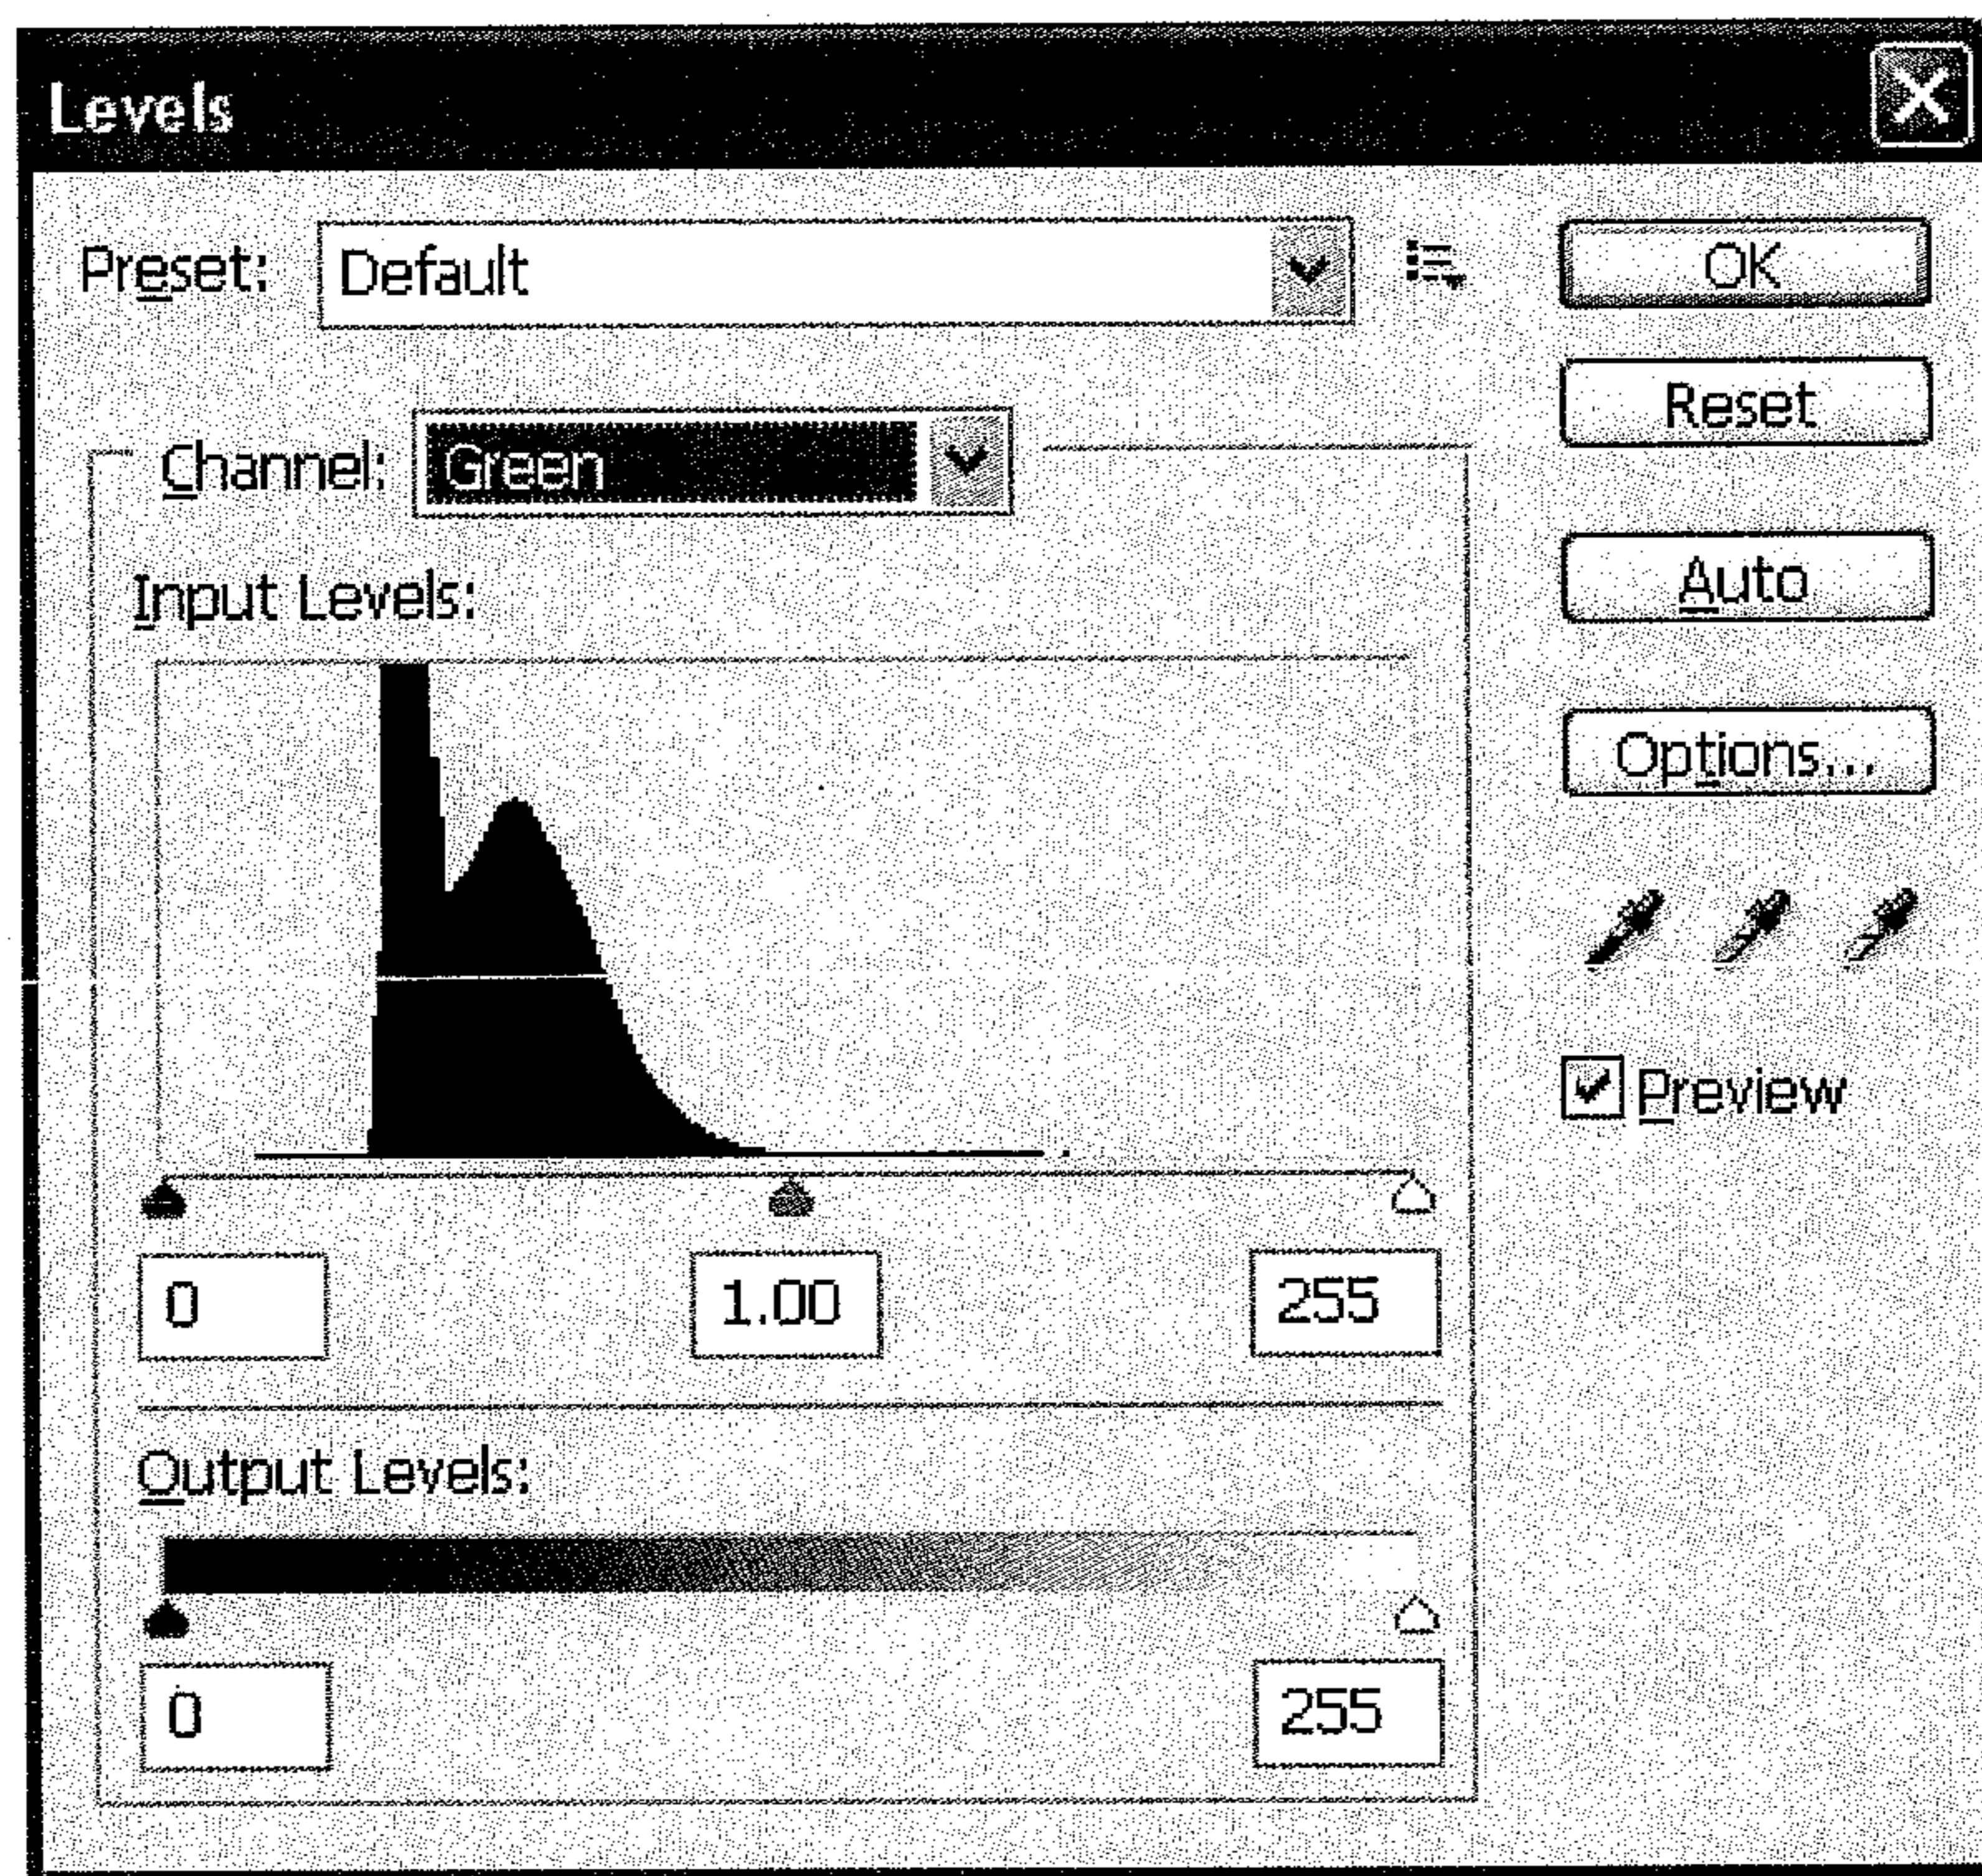 Levels
Preset: Default
OK
Reset
Channel: Green
Auto
Input Levels:
Options...
Preview
0 1.00 255
Output Levels:
0 255